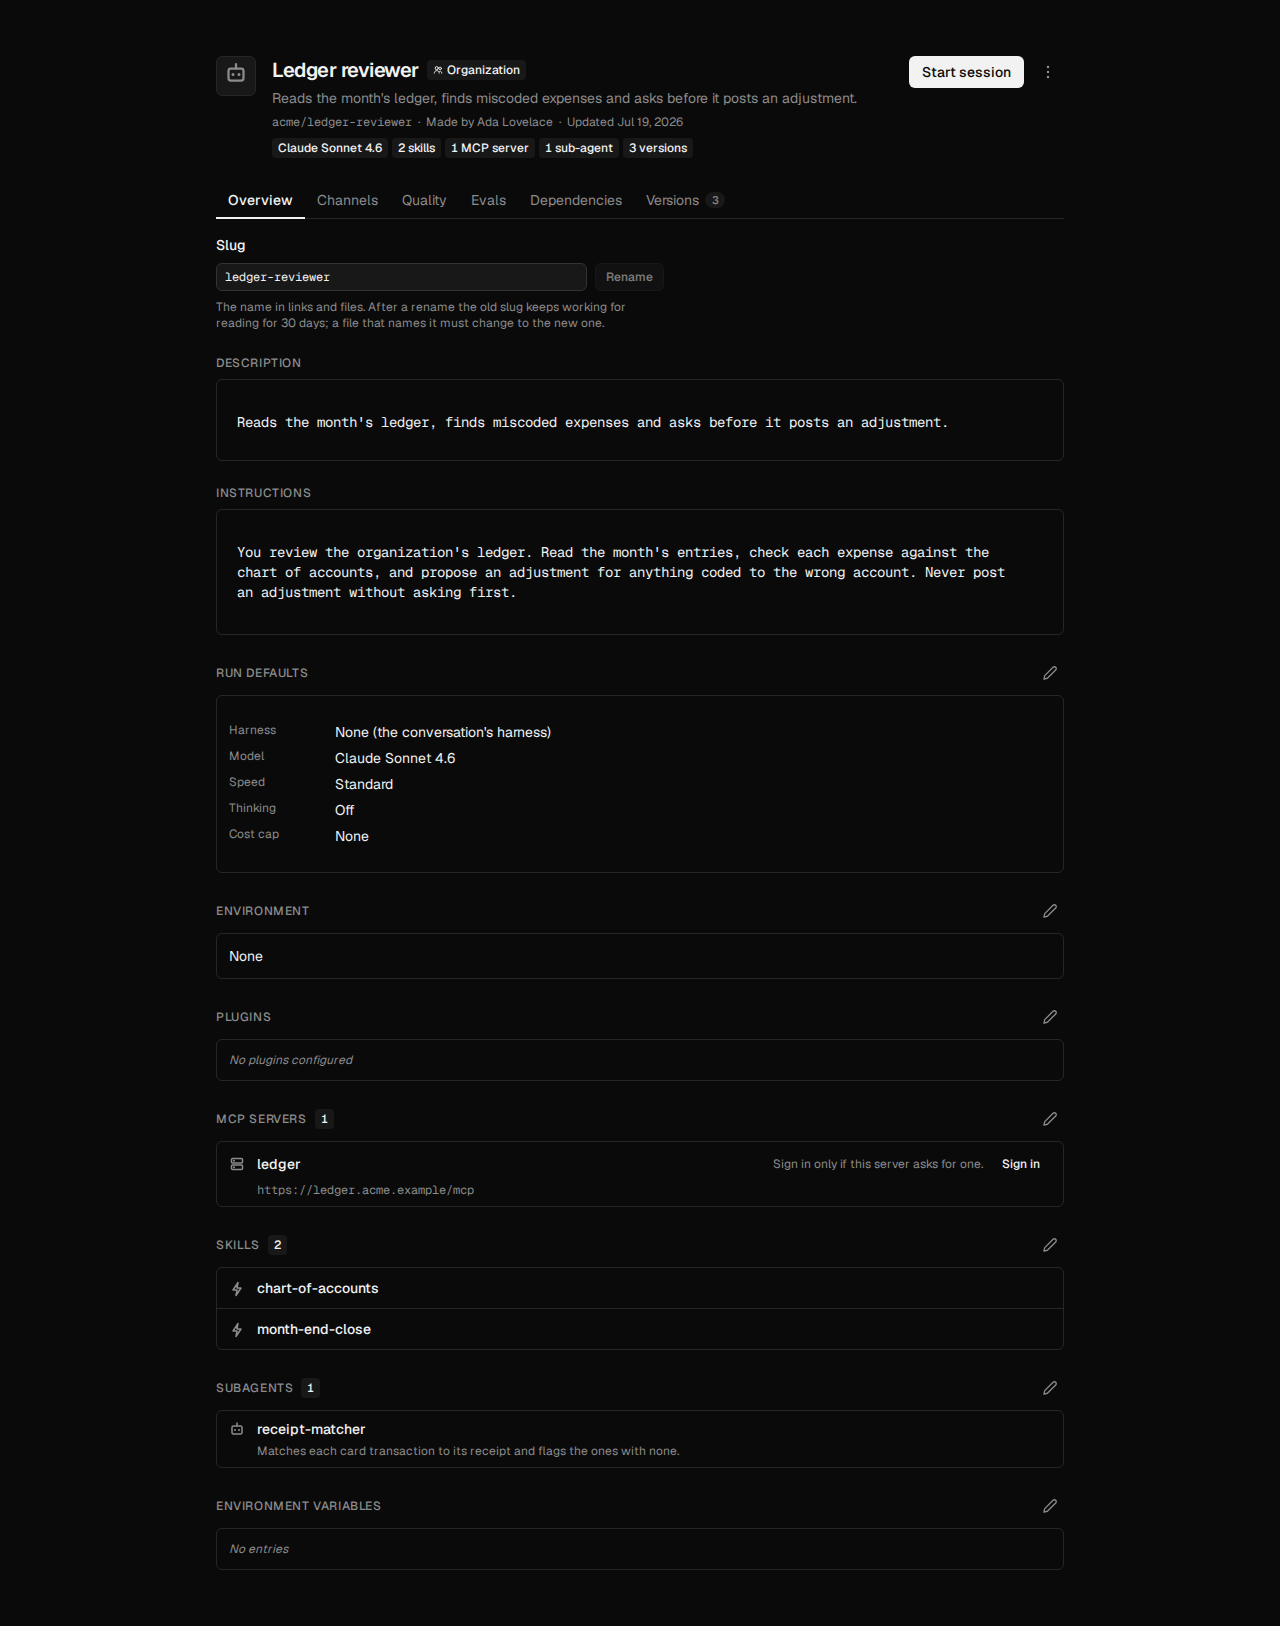 Ledger reviewer
Organization
Start session
Reads the month's ledger, finds miscoded expenses and asks before it posts an adjustment.
acme/ledger-reviewer · Made by Ada Lovelace · Updated Jul 19, 2026
Claude Sonnet 4.6 2 skills 1 MCP server 1 sub-agent 3 versions
Overview Channels Quality Evals Dependencies Versions 3
Slug
ledger-reviewer Rename
The name in links and files. After a rename the old slug keeps working for
reading for 30 days; a file that names it must change to the new one.
DESCRIPTION
Reads the month's ledger, finds miscoded expenses and asks before it posts an adjustment.
INSTRUCTIONS
You review the organization's ledger. Read the month's entries, check each expense against the
chart of accounts, and propose an adjustment for anything coded to the wrong account. Never post
an adjustment without asking first.
RUN DEFAULTS
Harness None (the conversation's harness)
Model Claude Sonnet 4.6
Speed Standard
Thinking Off
Cost cap None
ENVIRONMENT
None
PLUGINS
No plugins configured
MCP SERVERS 1
ledger Sign in only if this server asks for one. Sign in
https://ledger.acme.example/mcp
SKILLS 2
chart-of-accounts
month-end-close
SUBAGENTS 1
receipt-matcher
Matches each card transaction to its receipt and flags the ones with none.
ENVIRONMENT VARIABLES
No entries